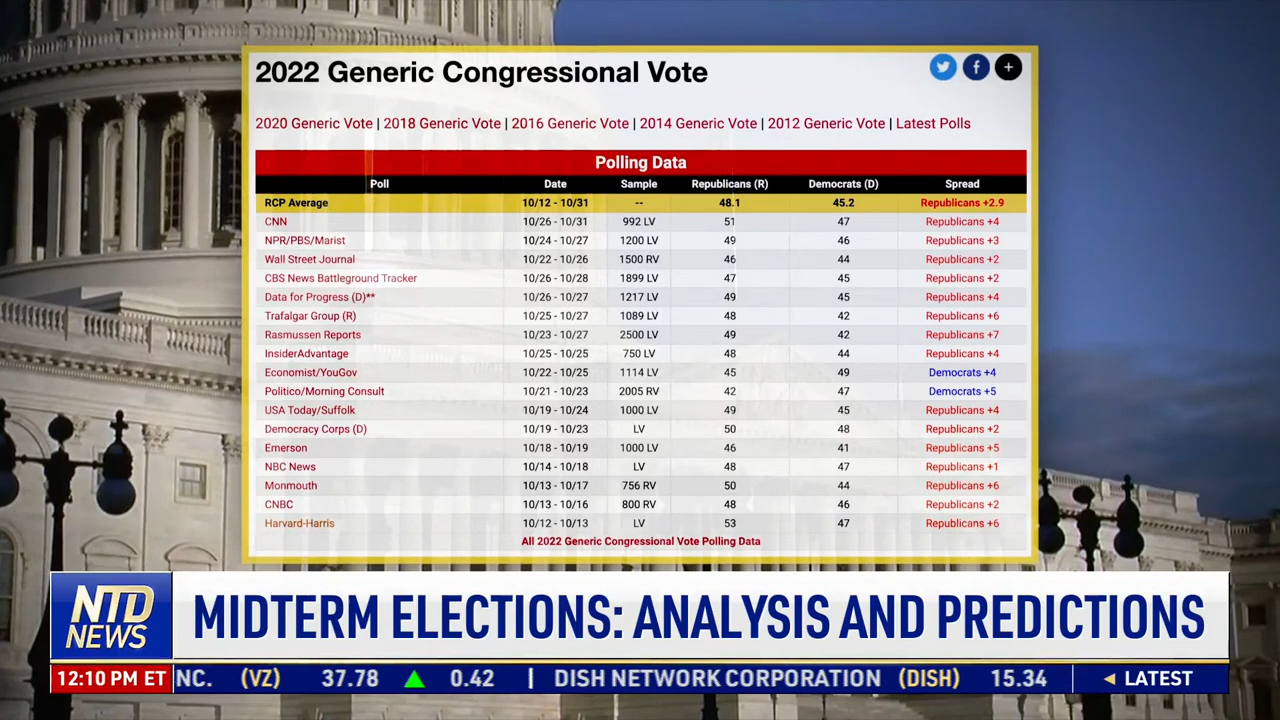 2022 Generic Congressional Vote
2020 Generic Vote | 2018 Generic Vote | 2016 Generic Vote | 2014 Generic Vote | 2012 Generic Vote | Latest Polls
Polling Data
Poll Date Sample Republicans (R) Democrats (D) Spread
RCP Average 10/12 - 10/31 -- 48.1 45.2 Republicans +2.9
CNN 10/26 - 10/31 992 LV 51 47 Republicans +4
NPR/PBS/Marist 10/24 - 10/27 1200 LV 49 46 Republicans +3
Wall Street Journal 10/22 - 10/26 1500 RV 46 44 Republicans +2
CBS News Battleground Tracker 10/26 - 10/28 1899 LV 47 45 Republicans +2
Data for Progress (D)** 10/26 - 10/27 1217 LV 49 45 Republicans +4
Trafalgar Group (R) 10/25 - 10/27 1089 LV 48 42 Republicans +6
Rasmussen Reports 10/23 - 10/27 2500 LV 49 42 Republicans +7
InsiderAdvantage 10/25 - 10/25 750 LV 48 44 Republicans +4
Economist/YouGov 10/22 - 10/25 1114 LV 45 49 Democrats +4
Politico/Morning Consult 10/21 - 10/23 2005 RV 42 47 Democrats +5
USA Today/Suffolk 10/19 - 10/24 1000 LV 49 45 Republicans +4
Democracy Corps (D) 10/19 - 10/23 LV 50 48 Republicans +2
Emerson 10/18 - 10/19 1000 LV 46 41 Republicans +5
NBC News 10/14 - 10/18 LV 48 47 Republicans +1
Monmouth 10/13 - 10/17 756 RV 50 44 Republicans +6
CNBC 10/13 - 10/16 800 RV 48 46 Republicans +2
Harvard-Harris 10/12 - 10/13 LV 53 47 Republicans +6
All 2022 Generic Congressional Vote Polling Data
NTD
NEWS
MIDTERM ELECTIONS: ANALYSIS AND PREDICTIONS
12:10 PM ET NC. (VZ) 37.78 ▲ 0.42 | DISH NETWORK CORPORATION (DISH) 15.34 ◄ LATEST